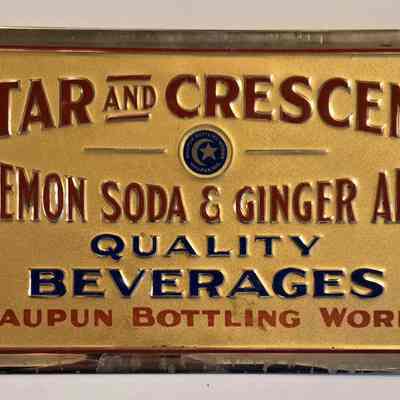 TAR AND CRESCEN
EMON SODA & GINGER A
QUALITY
BEVERAGES
AUPUN BOTTLING WOR